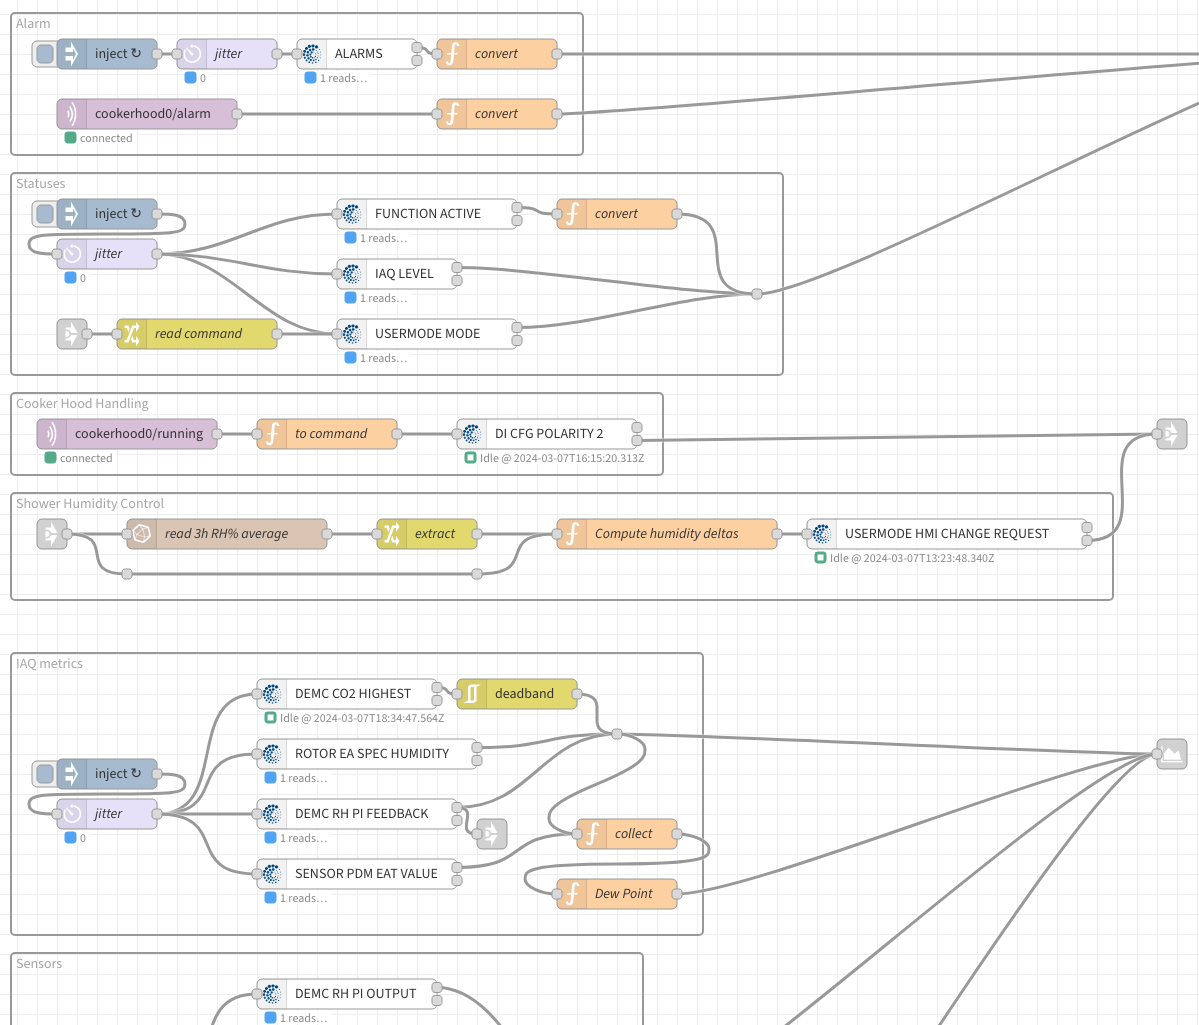 Alarm
inject ↻
jitter
ALARMS
convert
0
1 reads…
cookerhood0/alarm
convert
connected
Statuses
inject ↻
FUNCTION ACTIVE
convert
1 reads…
jitter
0
IAQ LEVEL
1 reads…
read command
USERMODE MODE
1 reads…
Cooker Hood Handling
cookerhood0/running
to command
DI CFG POLARITY 2
connected
Idle @ 2024-03-07T16:15:20.313Z
Shower Humidity Control
read 3h RH% average
extract
Compute humidity deltas
USERMODE HMI CHANGE REQUEST
Idle @ 2024-03-07T13:23:48.340Z
IAQ metrics
DEMC CO2 HIGHEST
deadband
Idle @ 2024-03-07T18:34:47.564Z
ROTOR EA SPEC HUMIDITY
1 reads…
inject ↻
jitter
0
DEMC RH PI FEEDBACK
1 reads…
collect
SENSOR PDM EAT VALUE
1 reads…
Dew Point
Sensors
DEMC RH PI OUTPUT
1 reads…